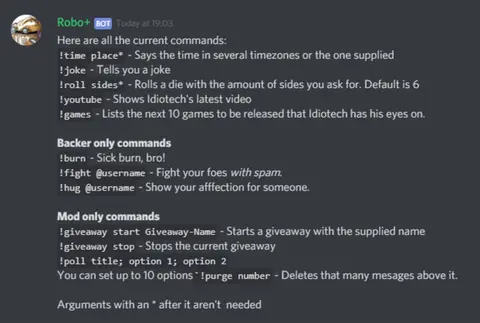 Robo+ BOT Today at 19:03
Here are all the current commands:
!time place* - Says the time in several timezones or the one supplied
!joke - Tells you a joke
!roll sides* - Rolls a die with the amount of sides you ask for. Default is 6
!youtube - Shows Idiotech's latest video
!games - Lists the next 10 games to be released that Idiotech has his eyes on.
Backer only commands
!burn - Sick burn, bro!
!fight @username - Fight your foes with spam.
!hug @username - Show your afffection for someone.
Mod only commands
!giveaway start Giveaway-Name - Starts a giveaway with the supplied name
!giveaway stop - Stops the current giveaway
!poll title; option 1; option 2
You can set up to 10 options `!purge number - Deletes that many mesages above it.
Arguments with an * after it aren't needed